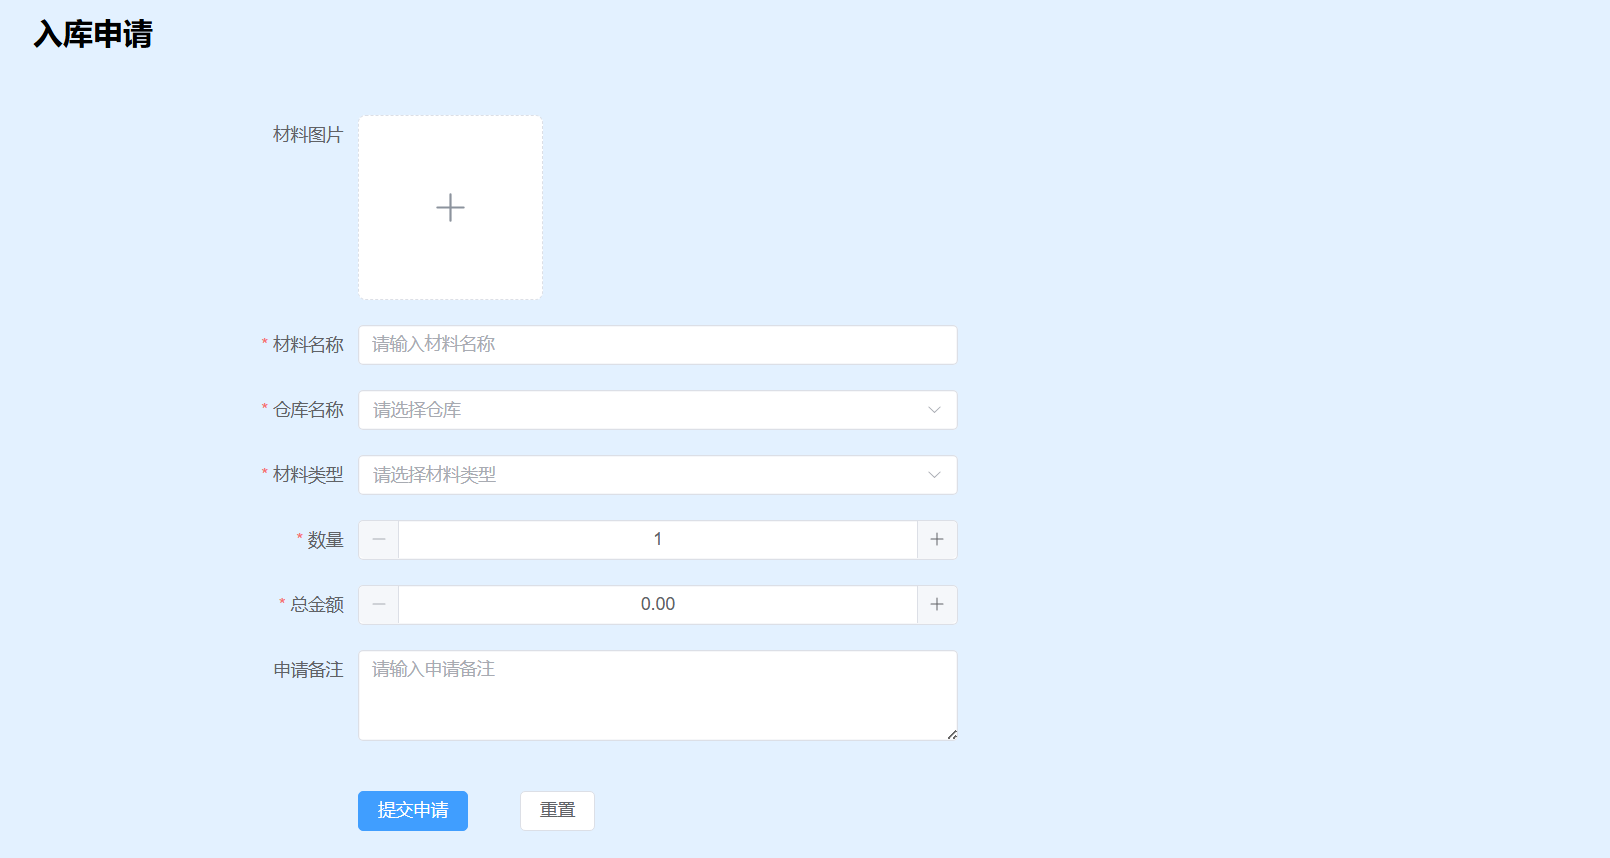 入库申请
材料图片
* 材料名称 请输入材料名称
* 仓库名称 请选择仓库
* 材料类型 请选择材料类型
* 数量 1
* 总金额 0.00
申请备注 请输入申请备注
提交申请 重置